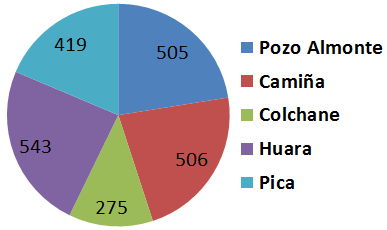 419
505
543
506
275
Pozo Almonte
Camiña
Colchane
Huara
Pica